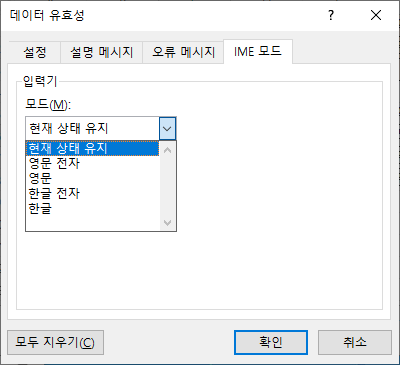 데이터 유효성
?
설정 설명 메시지 오류 메시지 IME 모드
입력기
모드(M):
현재 상태 유지
현재 상태 유지
영문 전자
영문
한글 전자
한글
모두 지우기(C) 확인 취소